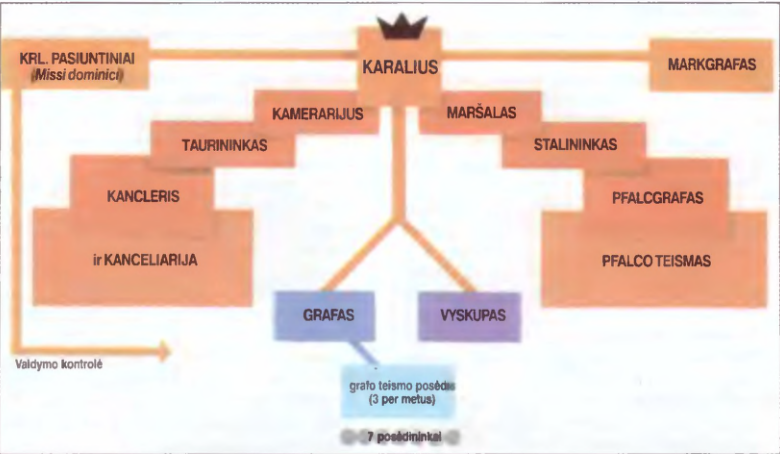 KRL. PASIUNTINIAI
(Missi dominici)
KARALIUS
MARKGRAFAS
KAMERARIJUS
MARŠALAS
TAURININKAS
STALININKAS
KANCLERIS
PFALCGRAFAS
ir KANCELIARIJA
PFALCO TEISMAS
GRAFAS
VYSKUPAS
Valdymo kontrolė
grafo teismo posėdis
(3 per metus)
7 posėdininkai